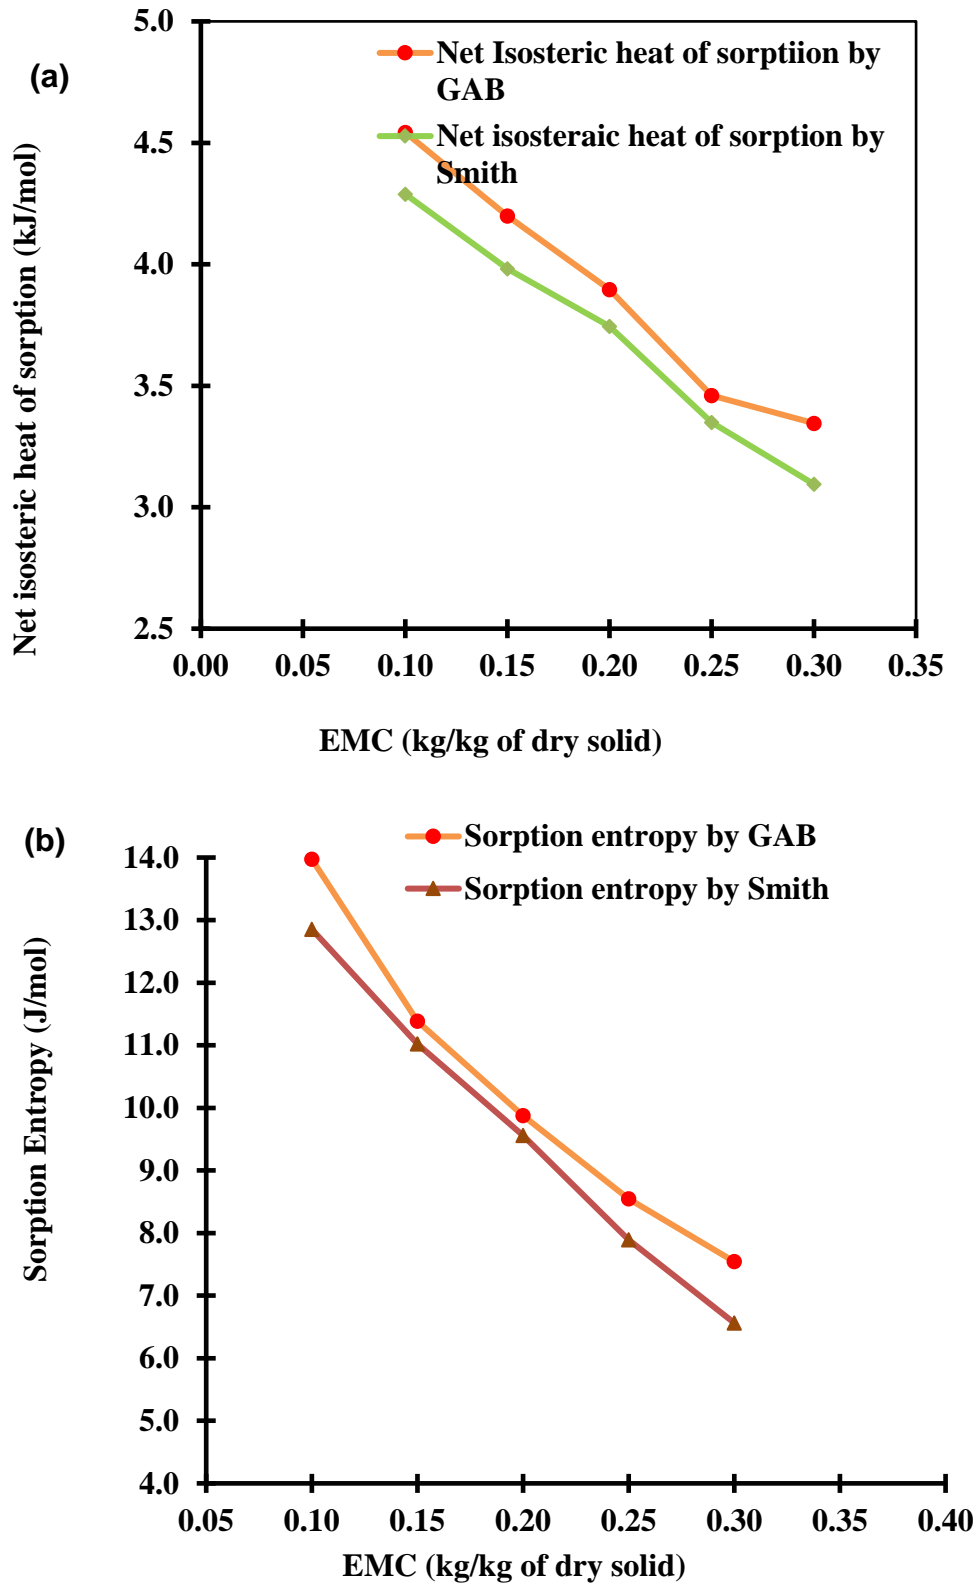 (a)
Net isosteric heat of sorption (kJ/mol)
5.0
4.5
4.0
3.5
3.0
2.5
Net Isosteric heat of sorptiion by
GAB
Net isosteraic heat of sorption by
Smith
0.00 0.05 0.10 0.15 0.20 0.25 0.30 0.35
EMC (kg/kg of dry solid)
(b)
Sorption Entropy (J/mol)
Sorption entropy by GAB
Sorption entropy by Smith
14.0
13.0
12.0
11.0
10.0
9.0
8.0
7.0
6.0
5.0
4.0
0.05 0.10 0.15 0.20 0.25 0.30 0.35 0.40
EMC (kg/kg of dry solid)